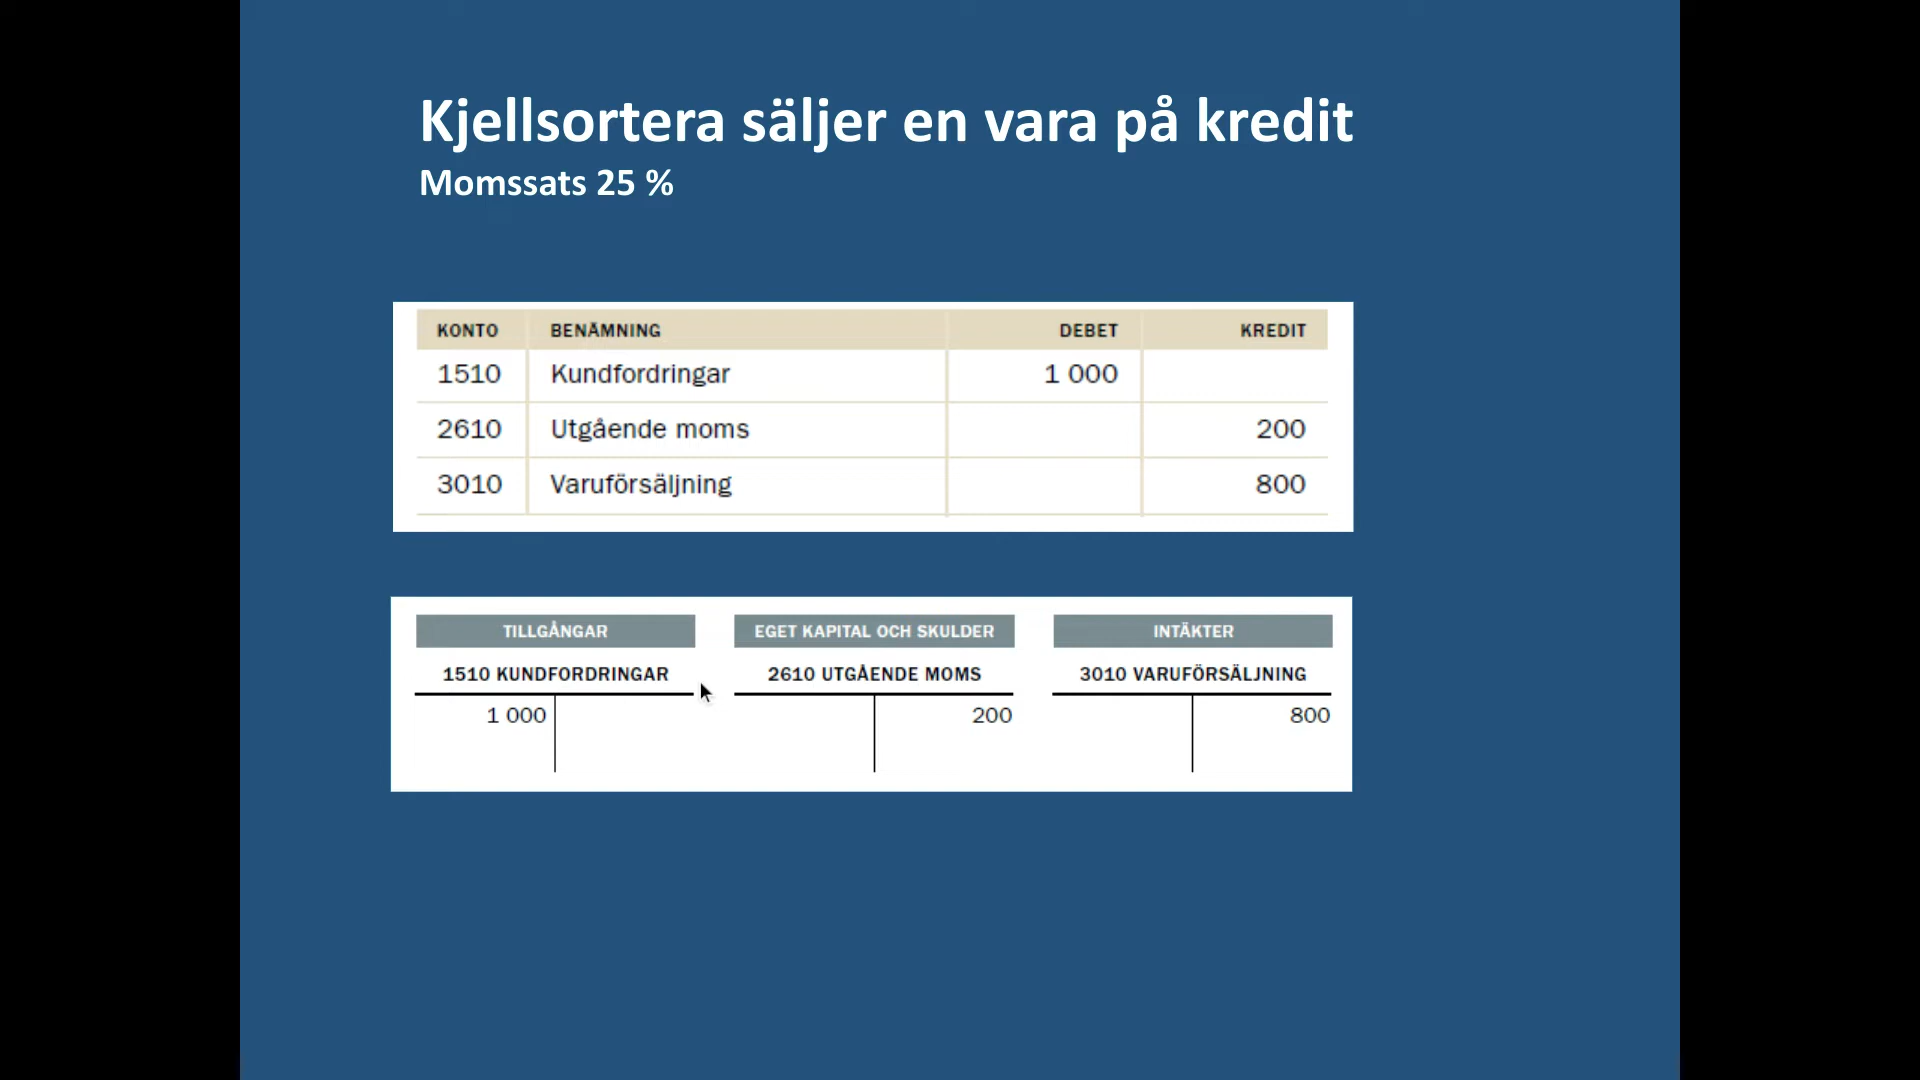 Kjellsortera säljer en vara på kredit
Momssats 25 %
KONTO BENÄMNING DEBET KREDIT
1510 Kundfordringar 1 000
2610 Utgående moms 200
3010 Varuförsäljning 800
TILLGÅNGAR EGET KAPITAL OCH SKULDER INTÄKTER
1510 KUNDFORDRINGAR 2610 UTGÅENDE MOMS 3010 VARUFÖRSÄLJNING
1 000 200 800